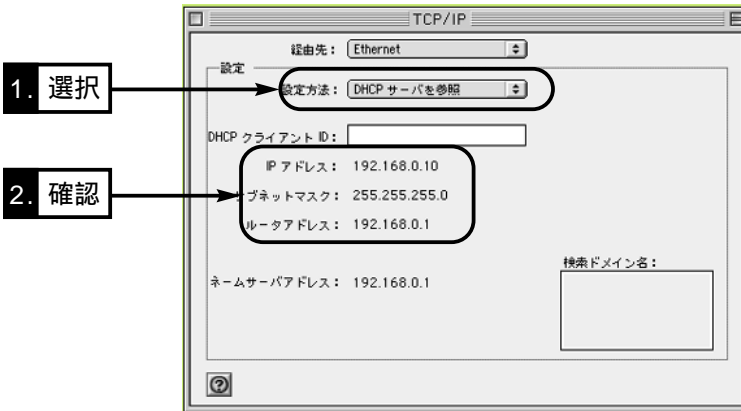 TCP/IP
経由先： Ethernet
設定
1. 選択
設定方法： DHCP サーバを参照
DHCP クライアント ID：
IP アドレス： 192.168.0.10
2. 確認
サブネットマスク： 255.255.255.0
ルータアドレス： 192.168.0.1
検索ドメイン名：
ネームサーバアドレス： 192.168.0.1
?